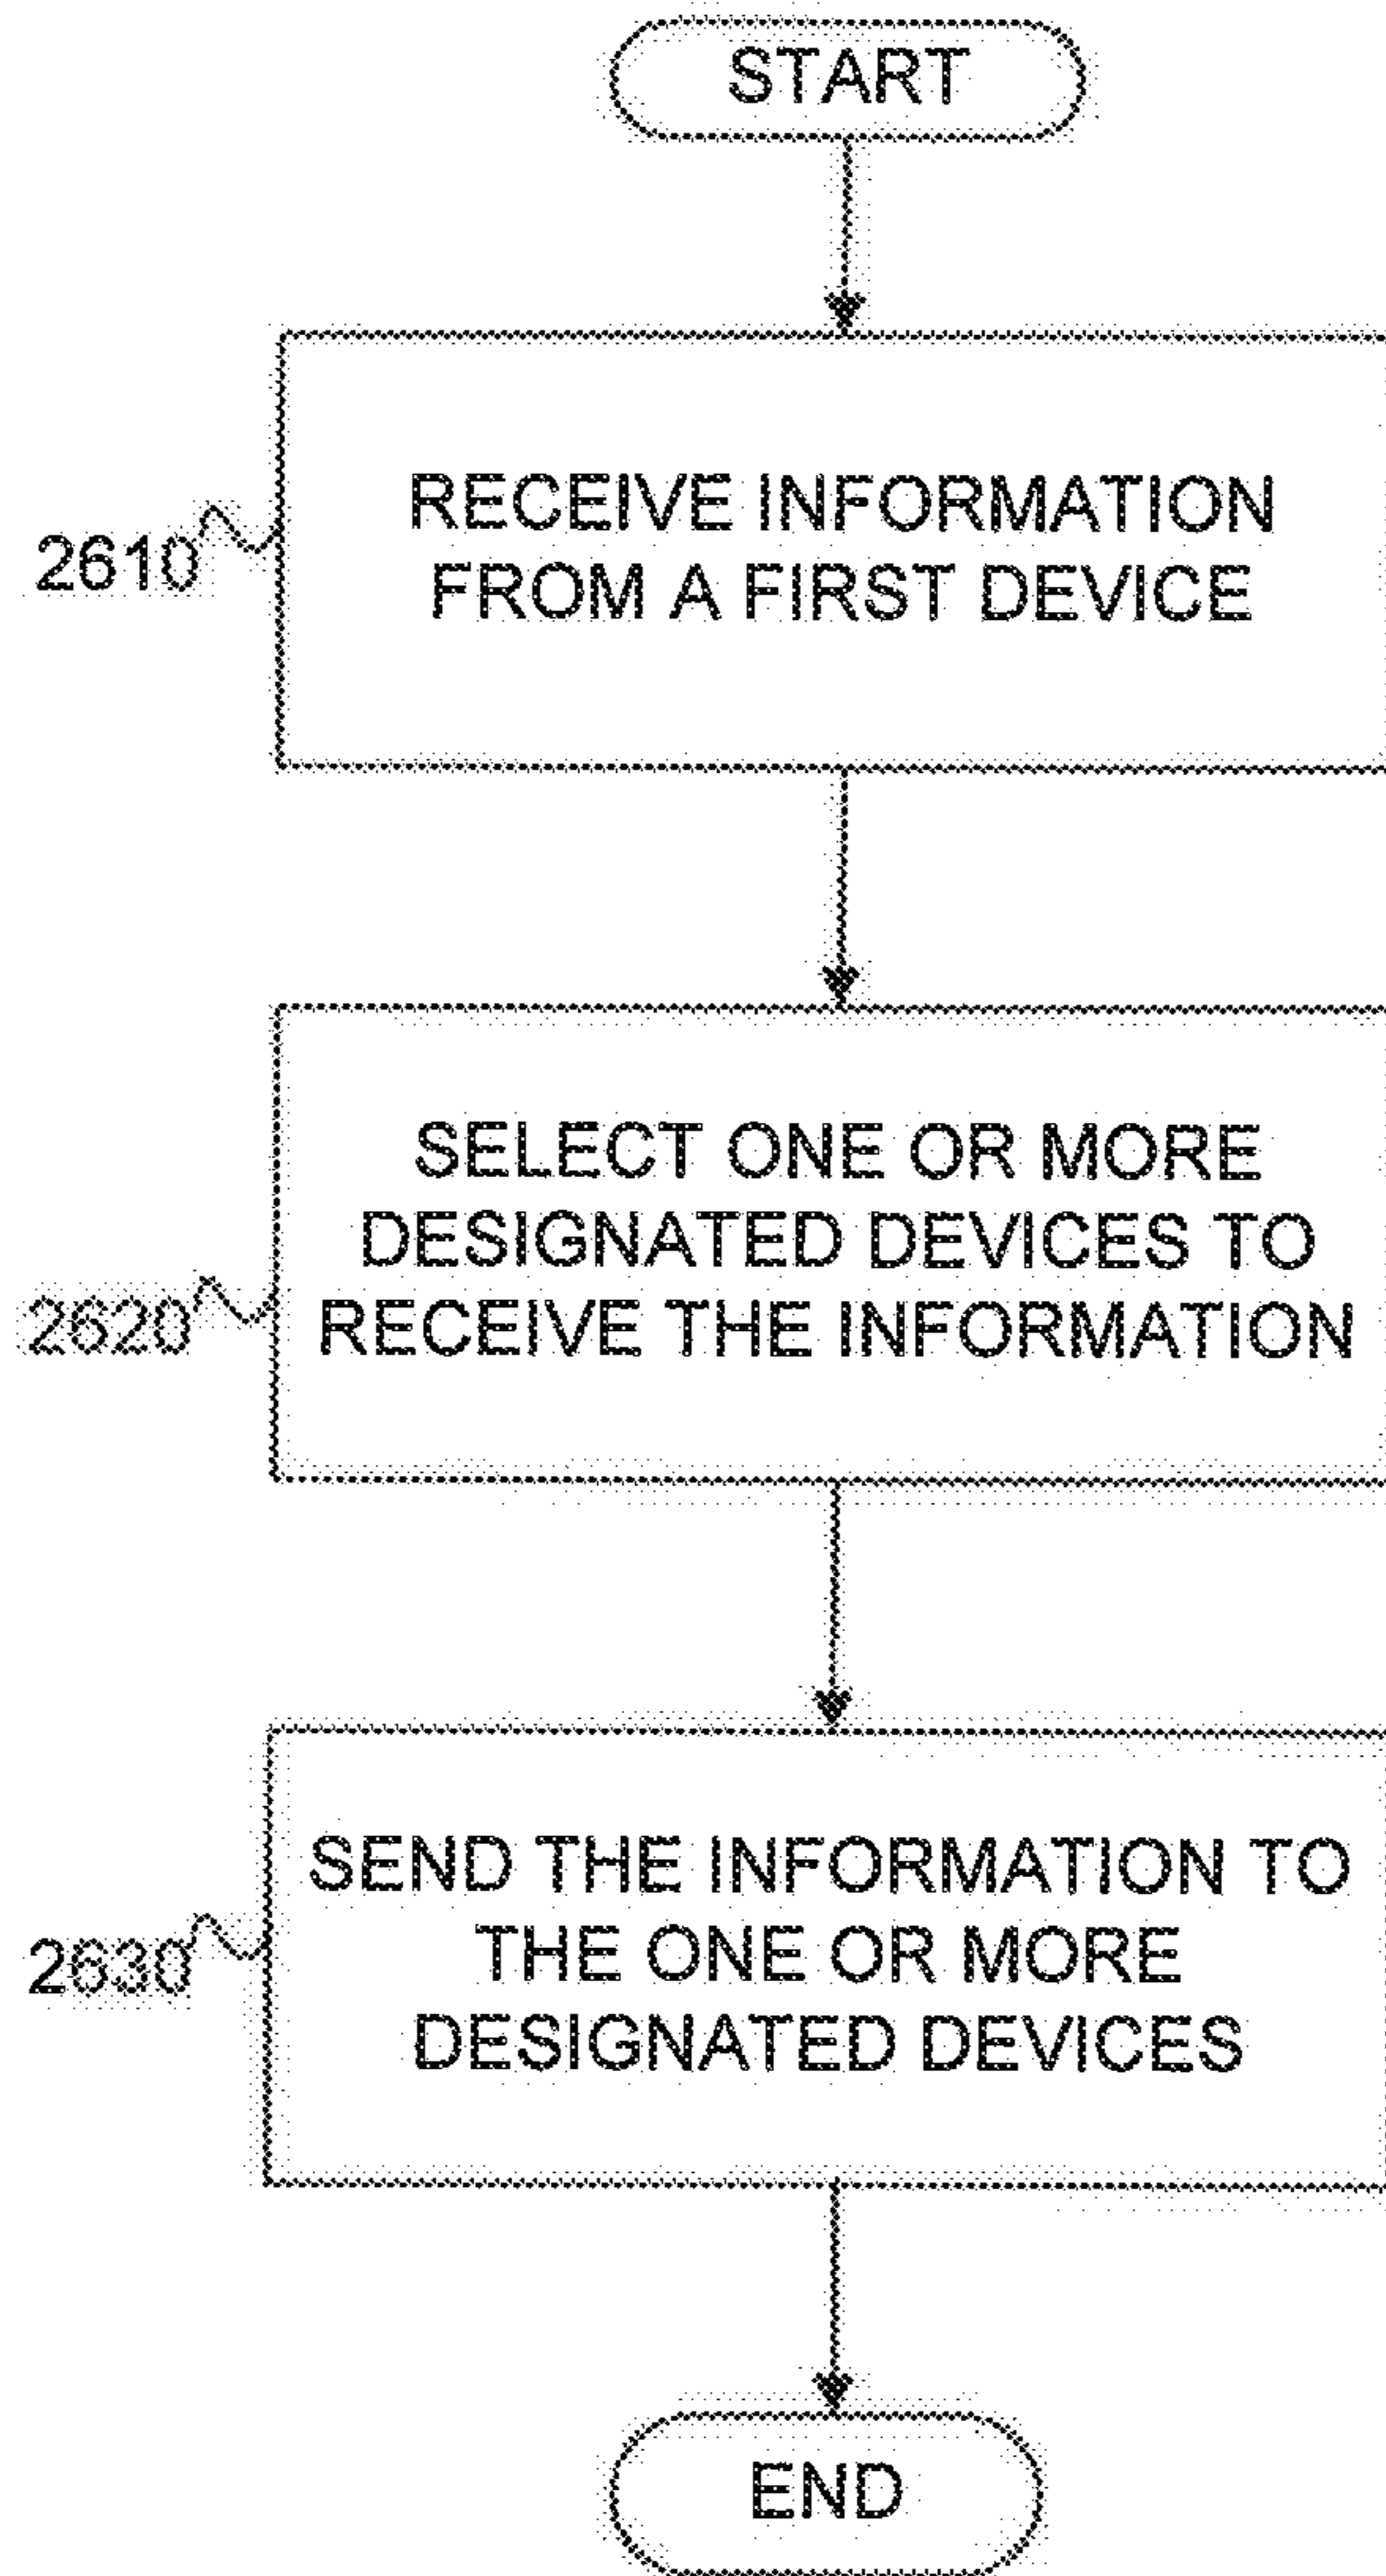 START
RECEIVE INFORMATION
FROM A FIRST DEVICE
2610
SELECT ONE OR MORE
DESIGNATED DEVICES TO
RECEIVE THE INFORMATION
2620
SEND THE INFORMATION TO
THE ONE OR MORE
DESIGNATED DEVICES
2630
END